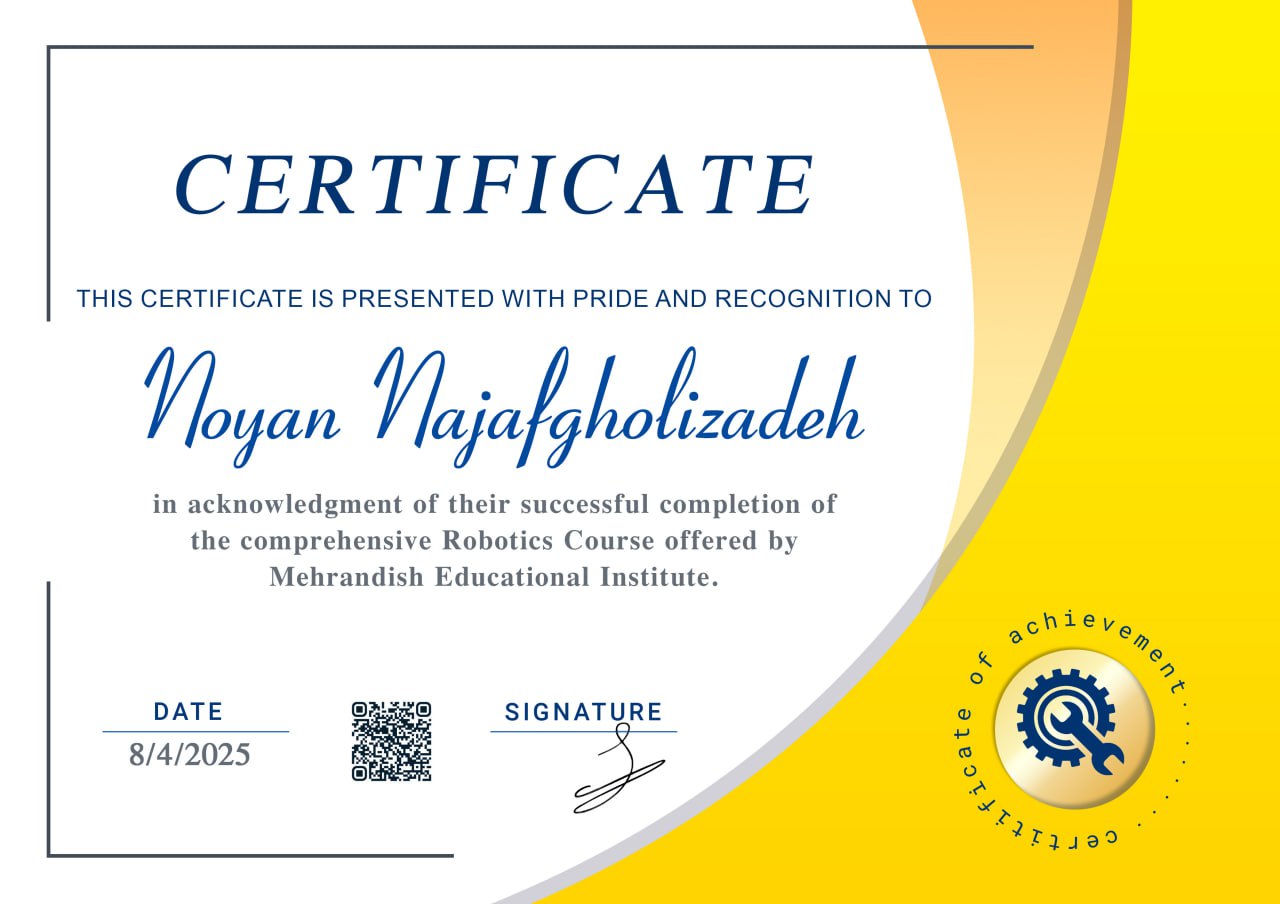 CERTIFICATE
THIS CERTIFICATE IS PRESENTED WITH PRIDE AND RECOGNITION TO
Noyan Najafgholizadeh
in acknowledgment of their successful completion of
the comprehensive Robotics Course offered by
Mehrandish Educational Institute.
DATE
8/4/2025
SIGNATURE
certificate of achievement........